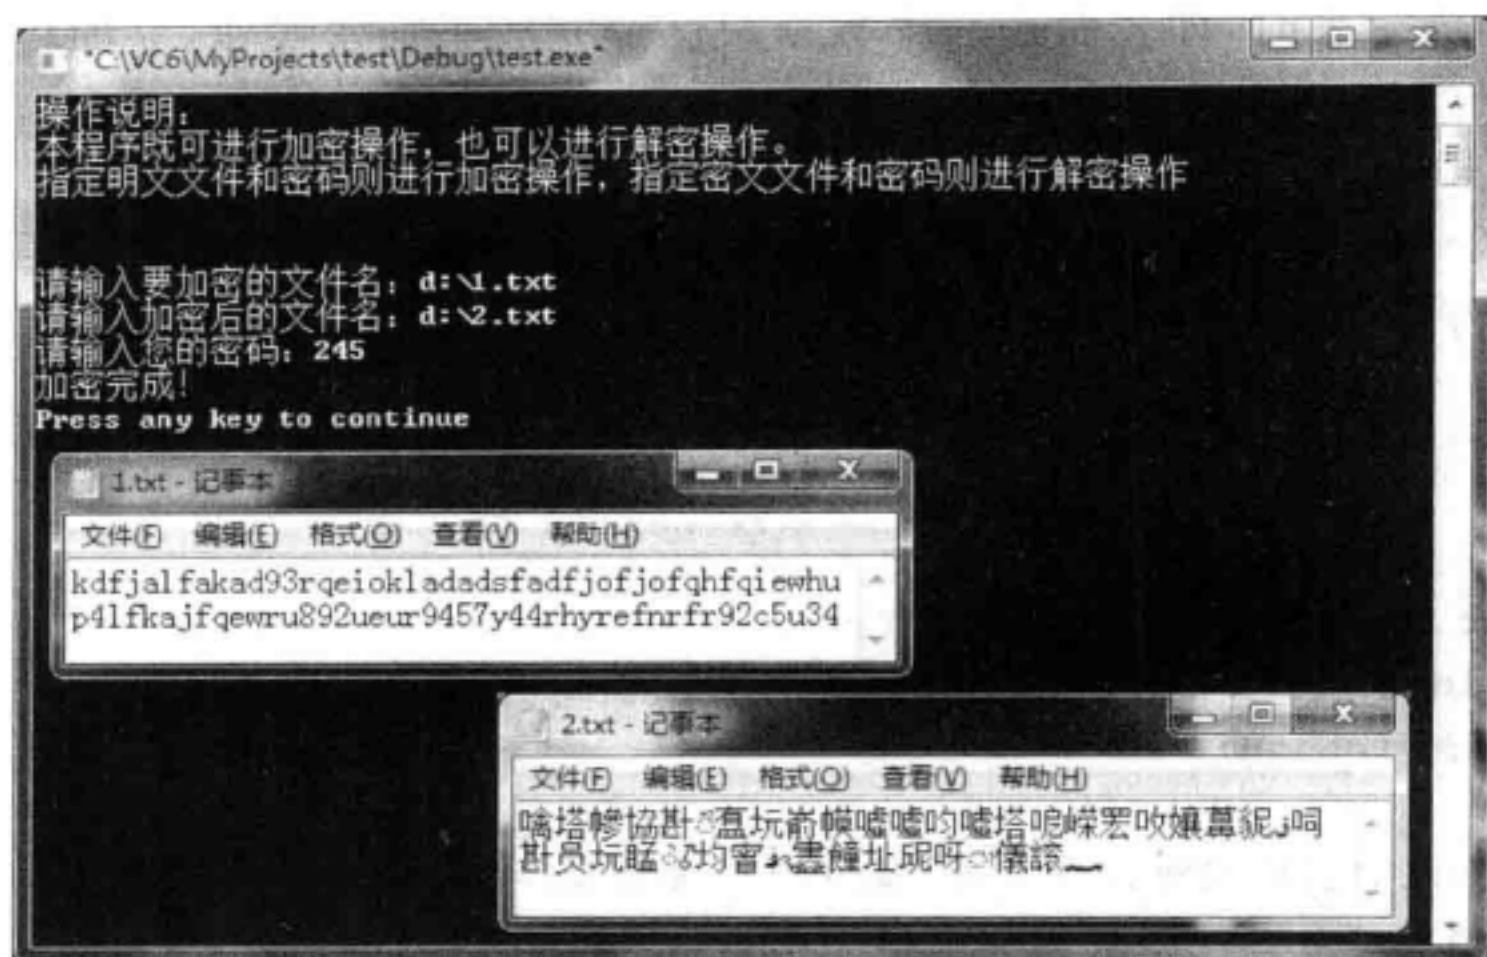 "C:\VC6\MyProjects\test\Debug\test.exe"
操作说明：
本程序既可进行加密操作，也可以进行解密操作。
指定明文文件和密码则进行加密操作，指定密文文件和密码则进行解密操作
请输入要加密的文件名：d:\1.txt
请输入加密后的文件名：d:\2.txt
请输入您的密码：245
加密完成！
Press any key to continue
1.txt - 记事本
文件(F) 编辑(E) 格式(O) 查看(V) 帮助(H)
kdfjalfakad93rqeiokladadsfadfjofjofqhfqiewhu
p4lfkajfqewru892ueur9457y44rhyrefnrfr92c5u34
2.txt - 记事本
文件(F) 编辑(E) 格式(O) 查看(V) 帮助(H)